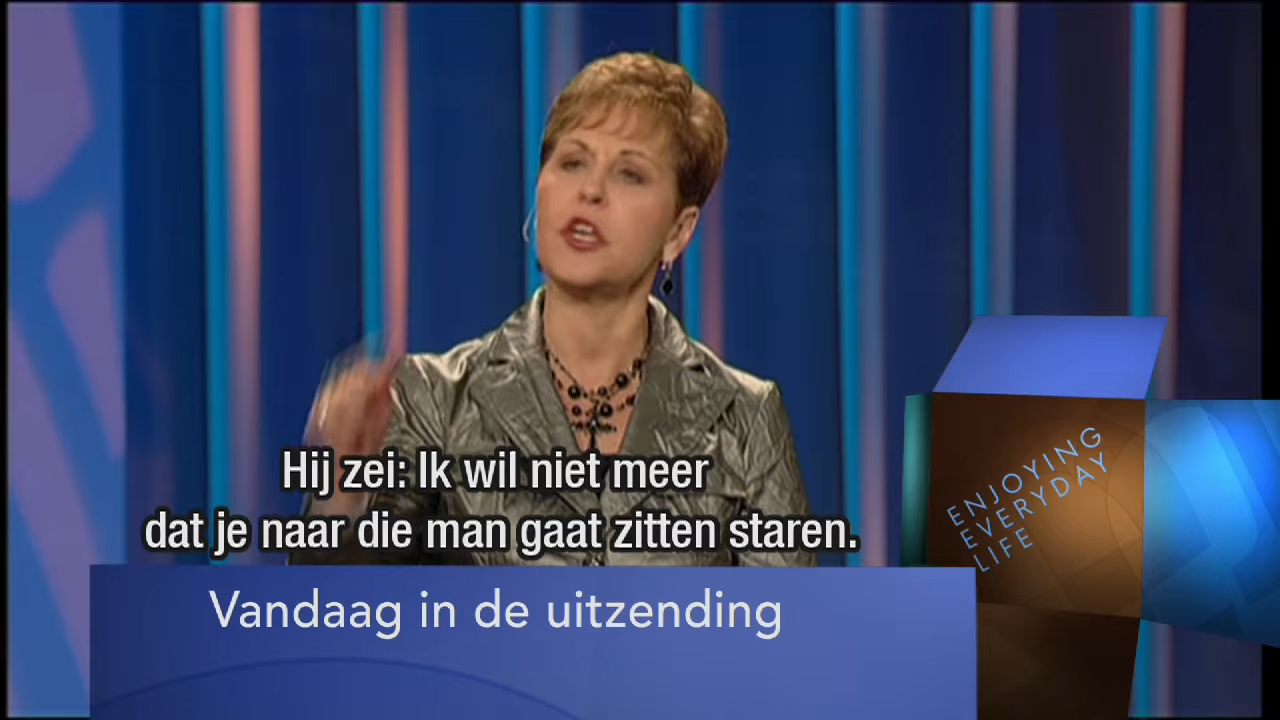 Hij zei: Ik wil niet meer
dat je naar die man gaat zitten staren.
Vandaag in de uitzending
ENJOYING
EVERYDAY
LIFE